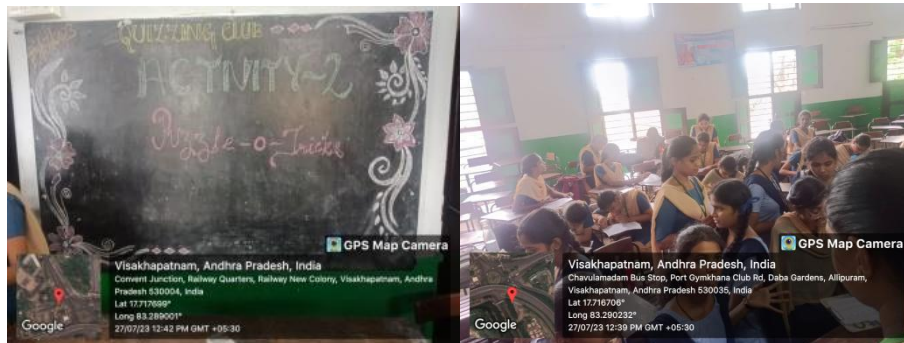 QUIZZING CLUB
ACTIVITY-2
Puzzle-o-Tricks
GPS Map Camera
Visakhapatnam, Andhra Pradesh, India
Convent Junction, Railway Quarters, Railway New Colony, Visakhapatnam, Andhra
Pradesh 530004, India
Lat 17.717699°
Long 83.289001°
27/07/23 12:42 PM GMT +05:30
Google
GPS Map Camera
Visakhapatnam, Andhra Pradesh, India
Chavulamadam Bus Stop, Port Gymkhana Club Rd, Daba Gardens, Allipuram,
Visakhapatnam, Andhra Pradesh 530035, India
Lat 17.716706°
Long 83.290232°
27/07/23 12:39 PM GMT +05:30
Google